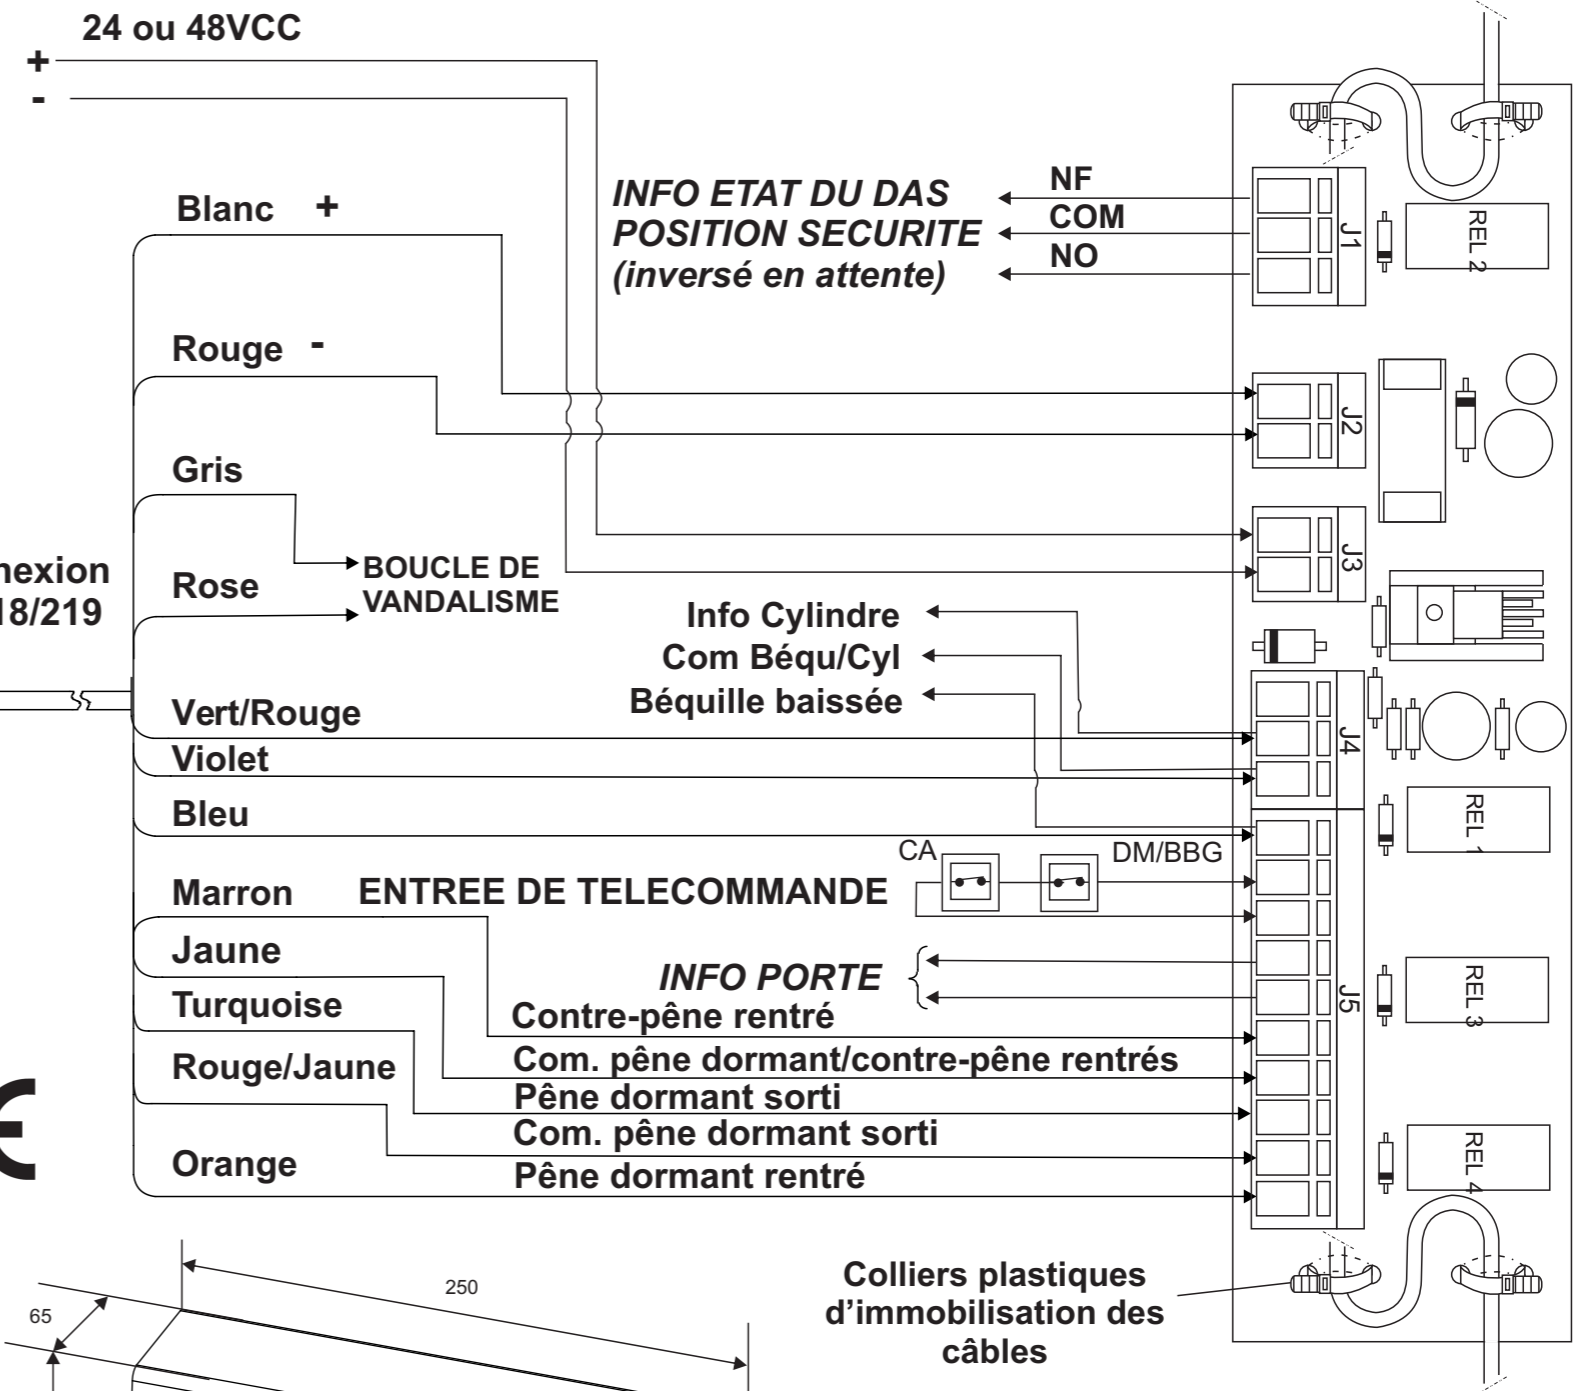 24 ou 48VCC
+
-
Blanc +
INFO ETAT DU DAS
POSITION SECURITE
(inversé en attente)
NF
COM
NO
J1
REL 2
Rouge -
J2
Gris
BOUCLE DE
VANDALISME
J3
Rose
Info Cylindre
Com Béqu/Cyl
Béquille baissée
Vert/Rouge
J4
Violet
Bleu
REL 1
CA
DM/BBG
Marron
ENTREE DE TELECOMMANDE
Jaune
INFO PORTE
REL 3
J5
Turquoise
Contre-pêne rentré
Rouge/Jaune
Com. pêne dormant/contre-pêne rentrés
Pêne dormant sorti
Com. pêne dormant sorti
Orange
Pêne dormant rentré
REL 4
CE
250
65
Colliers plastiques
d'immobilisation des
câbles